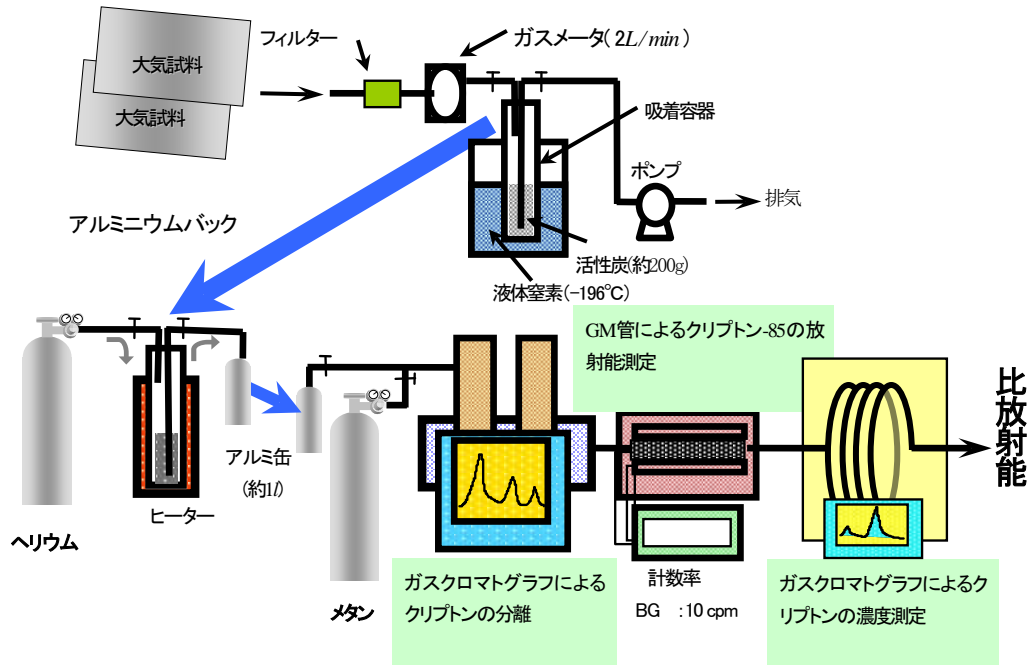 大気試料
大気試料
フィルター
ガスメータ( 2L/min )
吸着容器
ポンプ
排気
アルミニウムバック
活性炭(約200g)
液体窒素(-196℃)
GM管によるクリプトン-85の放
射能測定
比放射能
アルミ缶
(約1l)
ヒーター
ヘリウム
メタン
ガスクロマトグラフによる
クリプトンの分離
計数率
BG :10 cpm
ガスクロマトグラフによるク
リプトンの濃度測定